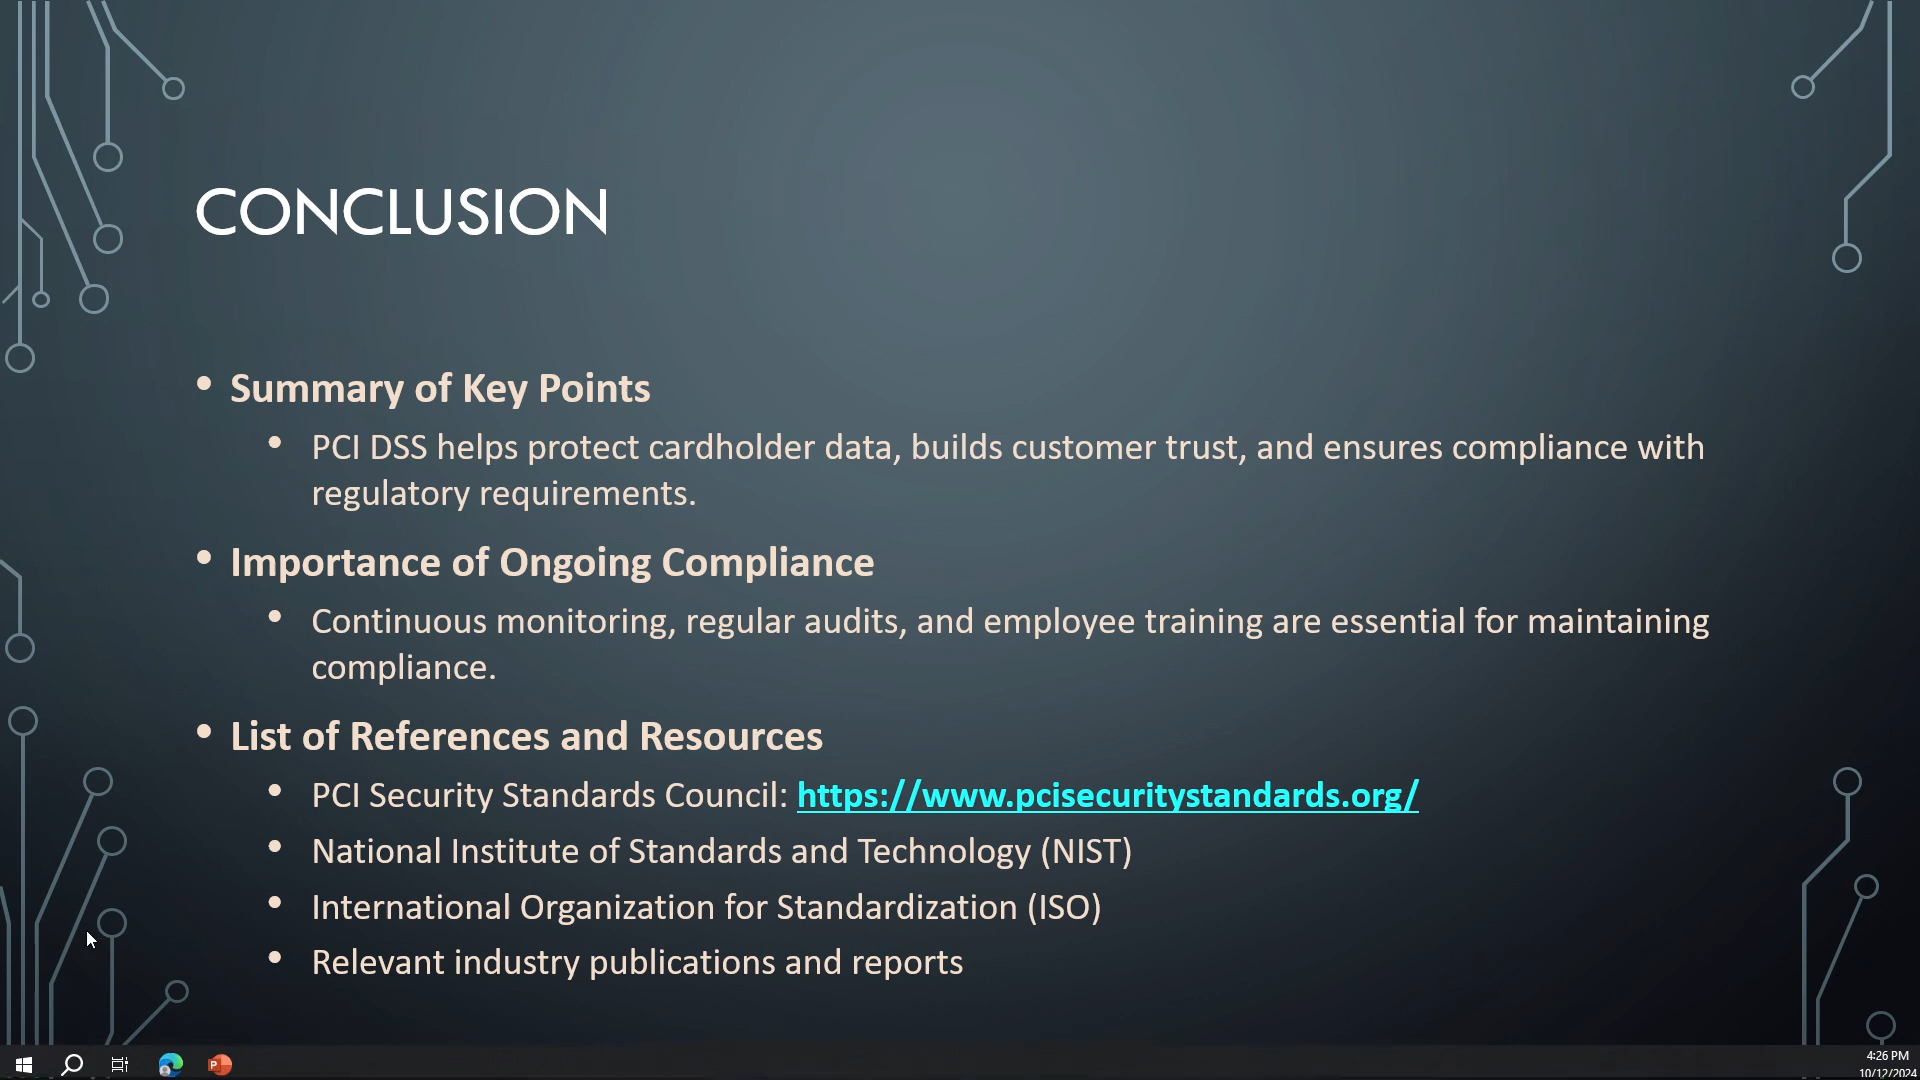 CONCLUSION
• Summary of Key Points
• PCI DSS helps protect cardholder data, builds customer trust, and ensures compliance with
regulatory requirements.
• Importance of Ongoing Compliance
• Continuous monitoring, regular audits, and employee training are essential for maintaining
compliance.
• List of References and Resources
• PCI Security Standards Council: https://www.pcisecuritystandards.org/
• National Institute of Standards and Technology (NIST)
• International Organization for Standardization (ISO)
• Relevant industry publications and reports
P
4:26 PM
10/12/2024